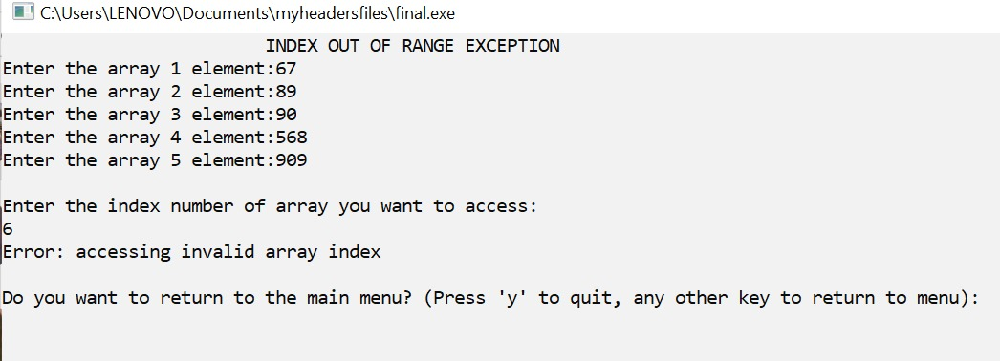 C:\Users\LENOVO\Documents\myheadersfiles\final.exe
INDEX OUT OF RANGE EXCEPTION
Enter the array 1 element:67
Enter the array 2 element:89
Enter the array 3 element:90
Enter the array 4 element:568
Enter the array 5 element:909
Enter the index number of array you want to access:
6
Error: accessing invalid array index
Do you want to return to the main menu? (Press 'y' to quit, any other key to return to menu):